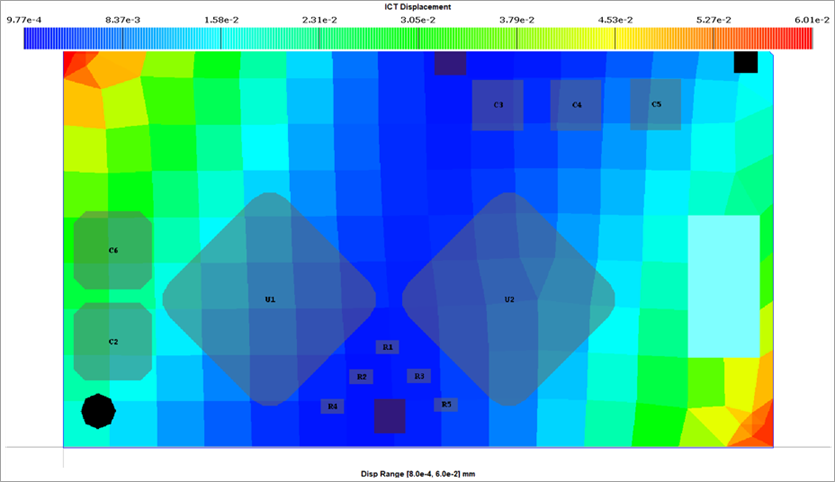 ICT Displacement
9.77e-4 8.37e-3 1.58e-2 2.31e-2 3.05e-2 3.79e-2 4.53e-2 5.27e-2 6.01e-2
C3 C4 C5
C6
U1 U2
C2
R1
R2 R3
R4 R5
Disp Range [8.0e-4, 6.0e-2] mm